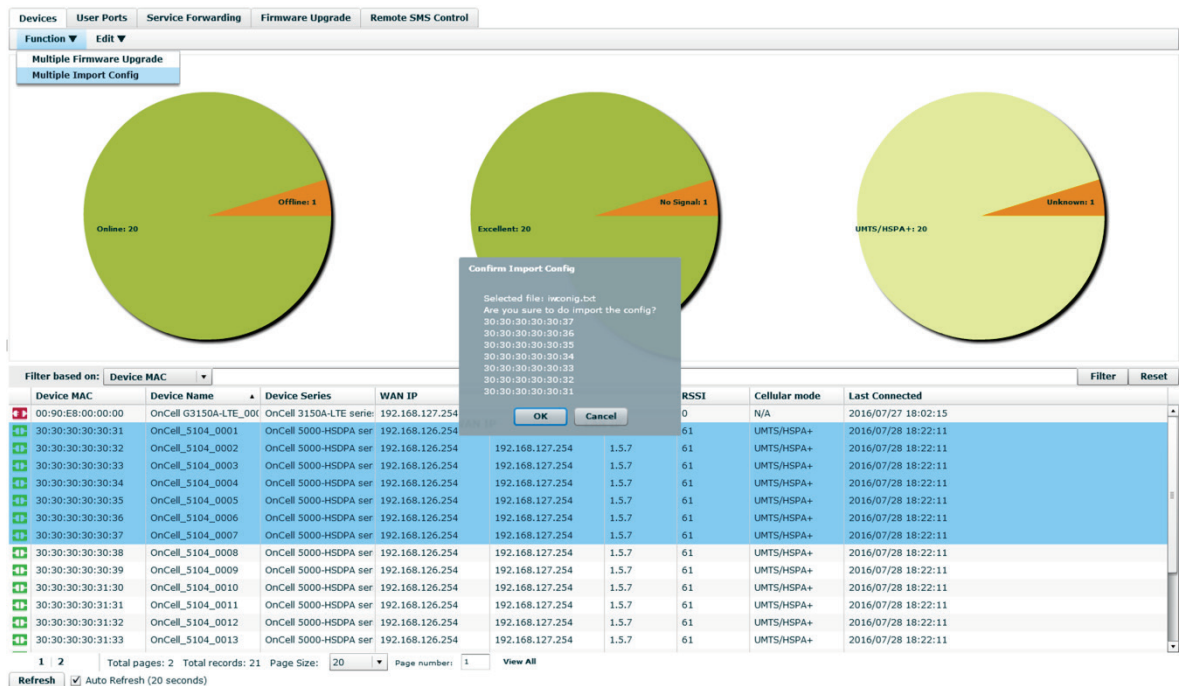 Devices User Ports Service Forwarding Firmware Upgrade Remote SMS Control
Function ▼ Edit ▼
Multiple Firmware Upgrade
Multiple Import Config
Offline: 1
Online: 20
No Signal: 1
Excellent: 20
Unknown: 1
UMTS/HSPA+: 20
Confirm Import Config
Selected file: iwconig.txt
Are you sure to do import the config?
30:30:30:30:30:37
30:30:30:30:30:36
30:30:30:30:30:35
30:30:30:30:30:34
30:30:30:30:30:33
30:30:30:30:30:32
30:30:30:30:30:31
OK Cancel
Filter based on: Device MAC Filter Reset
Device MAC Device Name Device Series WAN IP RSSI Cellular mode Last Connected
00:90:E8:00:00:00 OnCell G3150A-LTE_00( OnCell 3150A-LTE serie: 192.168.127.254 0 N/A 2016/07/27 18:02:15
30:30:30:30:30:31 OnCell_5104_0001 OnCell 5000-HSDPA ser 192.168.126.254 61 UMTS/HSPA+ 2016/07/28 18:22:11
30:30:30:30:30:32 OnCell_5104_0002 OnCell 5000-HSDPA ser 192.168.126.254 192.168.127.254 1.5.7 61 UMTS/HSPA+ 2016/07/28 18:22:11
30:30:30:30:30:33 OnCell_5104_0003 OnCell 5000-HSDPA ser 192.168.126.254 192.168.127.254 1.5.7 61 UMTS/HSPA+ 2016/07/28 18:22:11
30:30:30:30:30:34 OnCell_5104_0004 OnCell 5000-HSDPA ser 192.168.126.254 192.168.127.254 1.5.7 61 UMTS/HSPA+ 2016/07/28 18:22:11
30:30:30:30:30:35 OnCell_5104_0005 OnCell 5000-HSDPA ser 192.168.126.254 192.168.127.254 1.5.7 61 UMTS/HSPA+ 2016/07/28 18:22:11
30:30:30:30:30:36 OnCell_5104_0006 OnCell 5000-HSDPA ser 192.168.126.254 192.168.127.254 1.5.7 61 UMTS/HSPA+ 2016/07/28 18:22:11
30:30:30:30:30:37 OnCell_5104_0007 OnCell 5000-HSDPA ser 192.168.126.254 192.168.127.254 1.5.7 61 UMTS/HSPA+ 2016/07/28 18:22:11
30:30:30:30:30:38 OnCell_5104_0008 OnCell 5000-HSDPA ser 192.168.126.254 192.168.127.254 1.5.7 61 UMTS/HSPA+ 2016/07/28 18:22:11
30:30:30:30:30:39 OnCell_5104_0009 OnCell 5000-HSDPA ser 192.168.126.254 192.168.127.254 1.5.7 61 UMTS/HSPA+ 2016/07/28 18:22:11
30:30:30:30:31:30 OnCell_5104_0010 OnCell 5000-HSDPA ser 192.168.126.254 192.168.127.254 1.5.7 61 UMTS/HSPA+ 2016/07/28 18:22:11
30:30:30:30:31:31 OnCell_5104_0011 OnCell 5000-HSDPA ser 192.168.126.254 192.168.127.254 1.5.7 61 UMTS/HSPA+ 2016/07/28 18:22:11
30:30:30:30:31:32 OnCell_5104_0012 OnCell 5000-HSDPA ser 192.168.126.254 192.168.127.254 1.5.7 61 UMTS/HSPA+ 2016/07/28 18:22:11
30:30:30:30:31:33 OnCell_5104_0013 OnCell 5000-HSDPA ser 192.168.126.254 192.168.127.254 1.5.7 61 UMTS/HSPA+ 2016/07/28 18:22:11
1 2 Total pages: 2 Total records: 21 Page Size: 20 Page number: 1 View All
Refresh Auto Refresh (20 seconds)